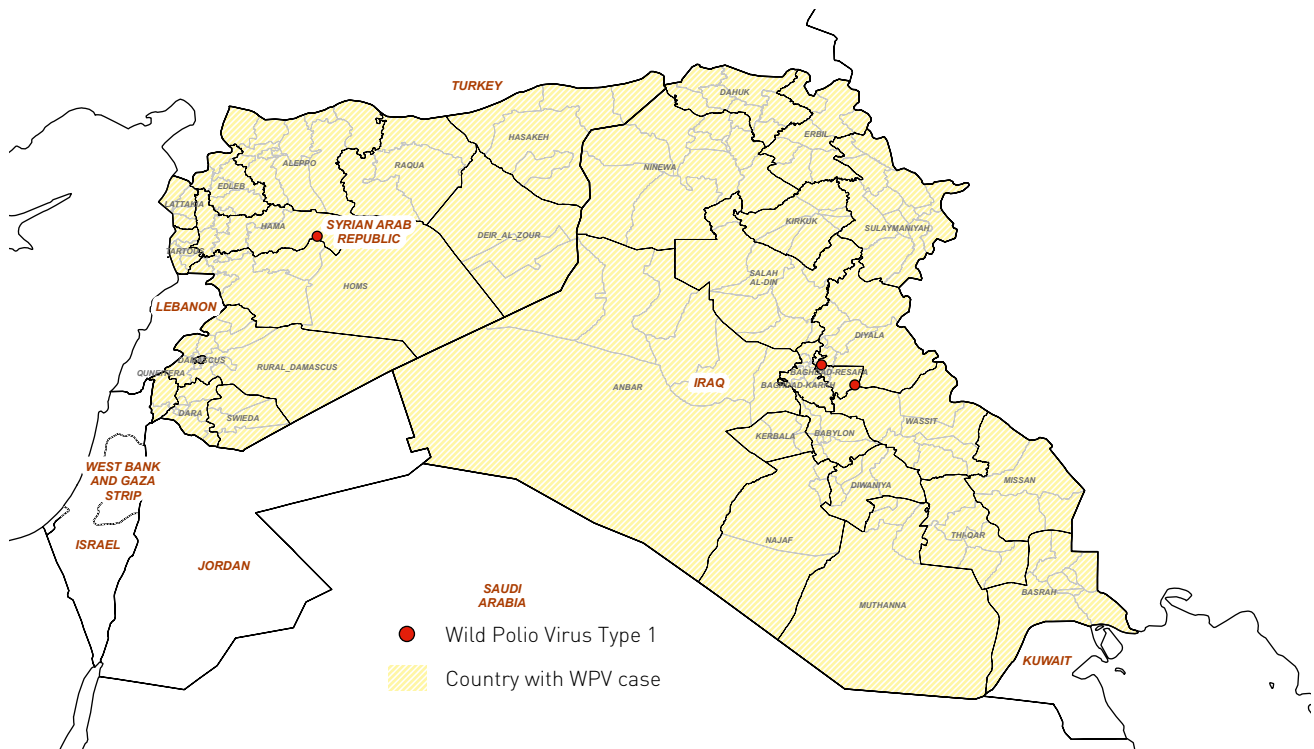 TURKEY
DAHUK
HASAKEH
ERBIL
ALEPPO
RAQUA
NINEWA
EDLEB
LATTAKIA
HAMA
SYRIAN ARAB
REPUBLIC
KIRKUK
SULAYMANIYAH
DEIR_AL_ZOUR
TARTOUS
SALAH
AL-DIN
HOMS
LEBANON
DIYALA
DAMASCUS
RURAL_DAMASCUS
QUNEITERA
BAGHDAD-RESAFA
IRAQ
BAGHDAD-KARKH
ANBAR
DARA
SWIEDA
WASSIT
KERBALA
BABYLON
WEST BANK
AND GAZA
STRIP
MISSAN
DIWANIYA
THI-QAR
NAJAF
ISRAEL
JORDAN
SAUDI
ARABIA
BASRAH
MUTHANNA
Wild Polio Virus Type 1
KUWAIT
Country with WPV case